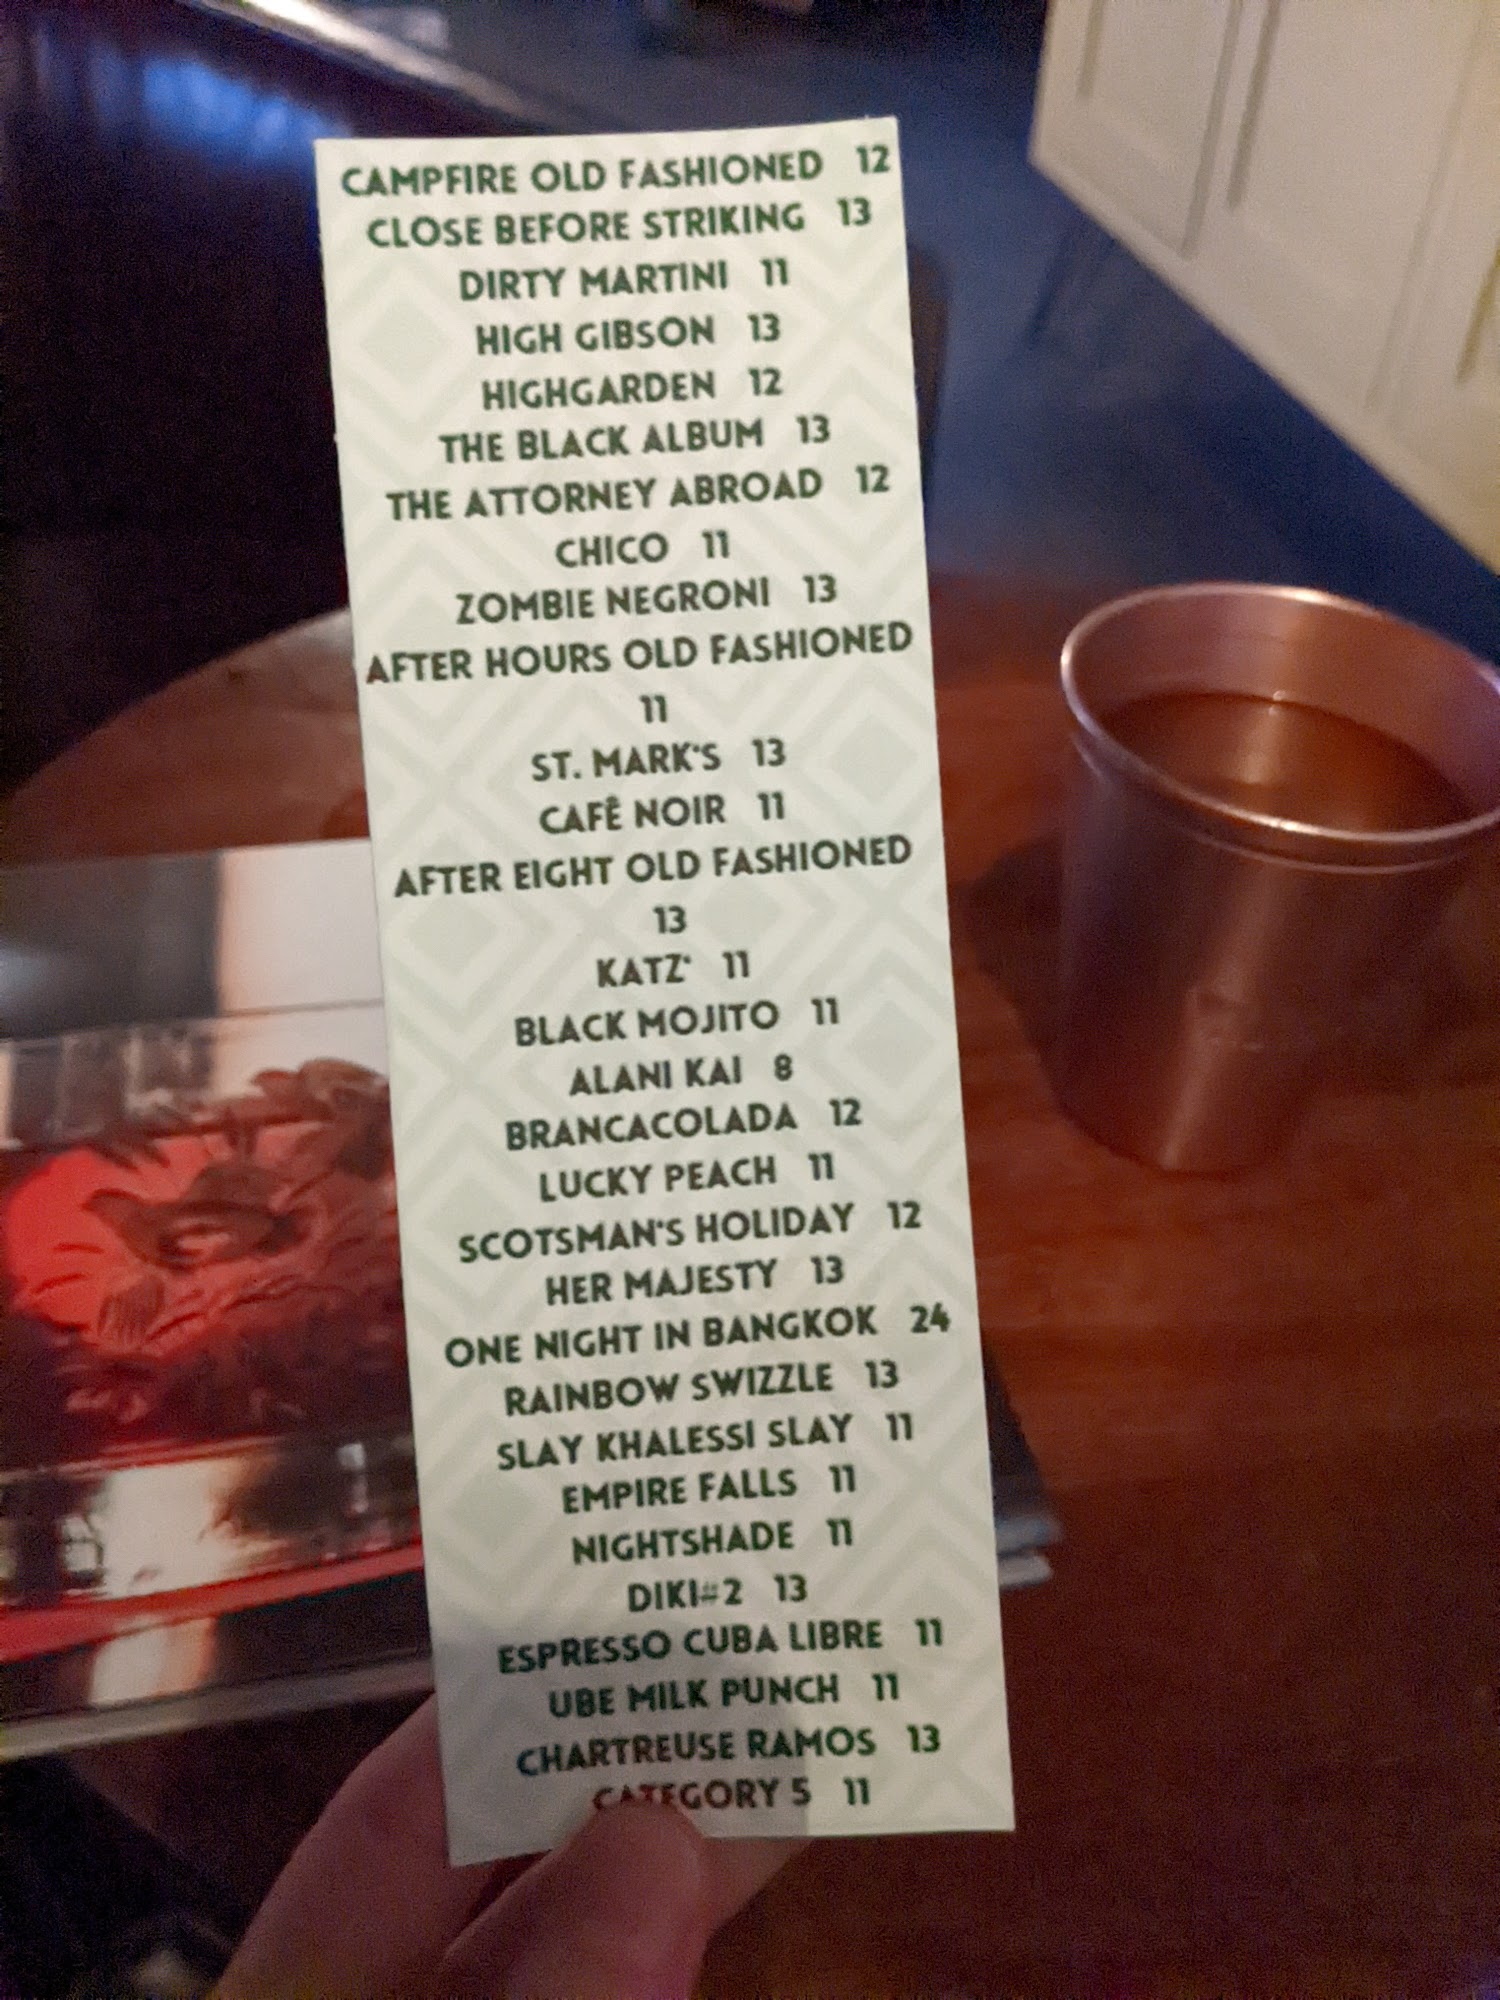 CAMPFIRE OLD FASHIONED 12
CLOSE BEFORE STRIKING 13
DIRTY MARTINI 11
HIGH GIBSON 13
HIGHGARDEN 12
THE BLACK ALBUM 13
THE ATTORNEY ABROAD 12
CHICO 11
ZOMBIE NEGRONI 13
AFTER HOURS OLD FASHIONED
11
ST. MARK'S 13
CAFÊ NOIR 11
AFTER EIGHT OLD FASHIONED
13
KATZ' 11
BLACK MOJITO 11
ALANI KAI 8
BRANCACOLADA 12
LUCKY PEACH 11
SCOTSMAN'S HOLIDAY 12
HER MAJESTY 13
ONE NIGHT IN BANGKOK 24
RAINBOW SWIZZLE 13
SLAY KHALESSI SLAY 11
EMPIRE FALLS 11
NIGHTSHADE 11
DIKI#2 13
ESPRESSO CUBA LIBRE 11
UBE MILK PUNCH 11
CHARTREUSE RAMOS 13
CATEGORY 5 11